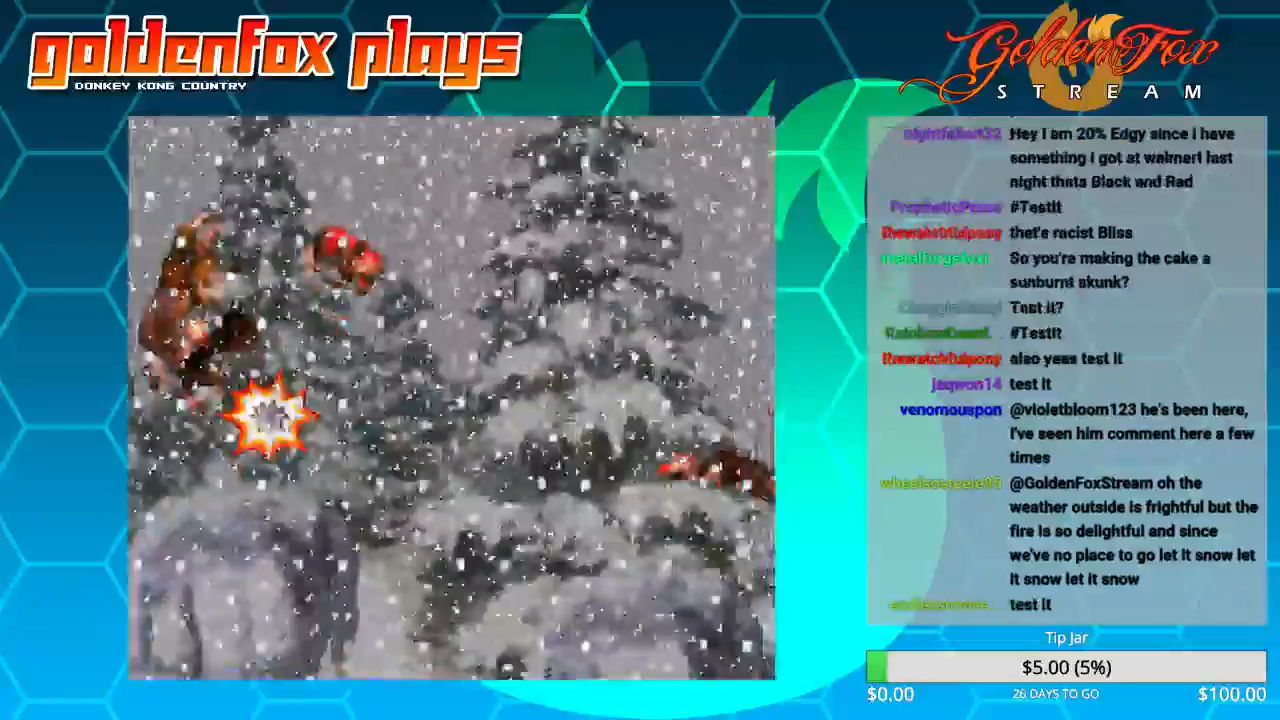 goldenfox plays
DONKEY KONG COUNTRY
GoldenFox
STREAM
Hey I am 20% Edgy since I have
something I got at walmart last
night thats Black and Rad
#TestIt
thewatchfulpony that'e racist Bliss
So you're making the cake a
sunburnt skunk?
Test it?
#TestIt
thewatchfulpony also yeas test it
jaqwon14 test it
venomouspon @violetbloom123 he's been here,
I've seen him comment here a few
times
@GoldenFoxStream oh the
weather outside is frightful but the
fire is so delightful and since
we've no place to go let it snow let
it snow let it snow
test it
Tip Jar
$5.00 (5%)
$0.00 26 DAYS TO GO $100.00